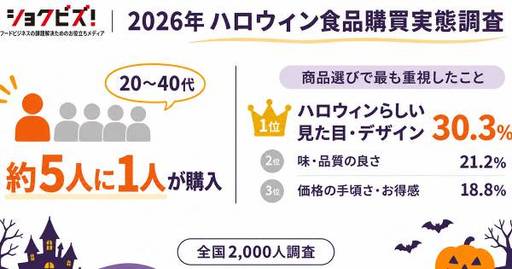 ショクビズ！
フードビジネスの課題解決ためのお役立ちメディア
2026年 ハロウィン食品購買実態調査
20〜40代
約5人に1人が購入
商品選びで最も重視したこと
1位
ハロウィンらしい
見た目・デザイン
30.3%
2位 味・品質の良さ 21.2%
3位 価格の手頃さ・お得感 18.8%
全国2,000人調査